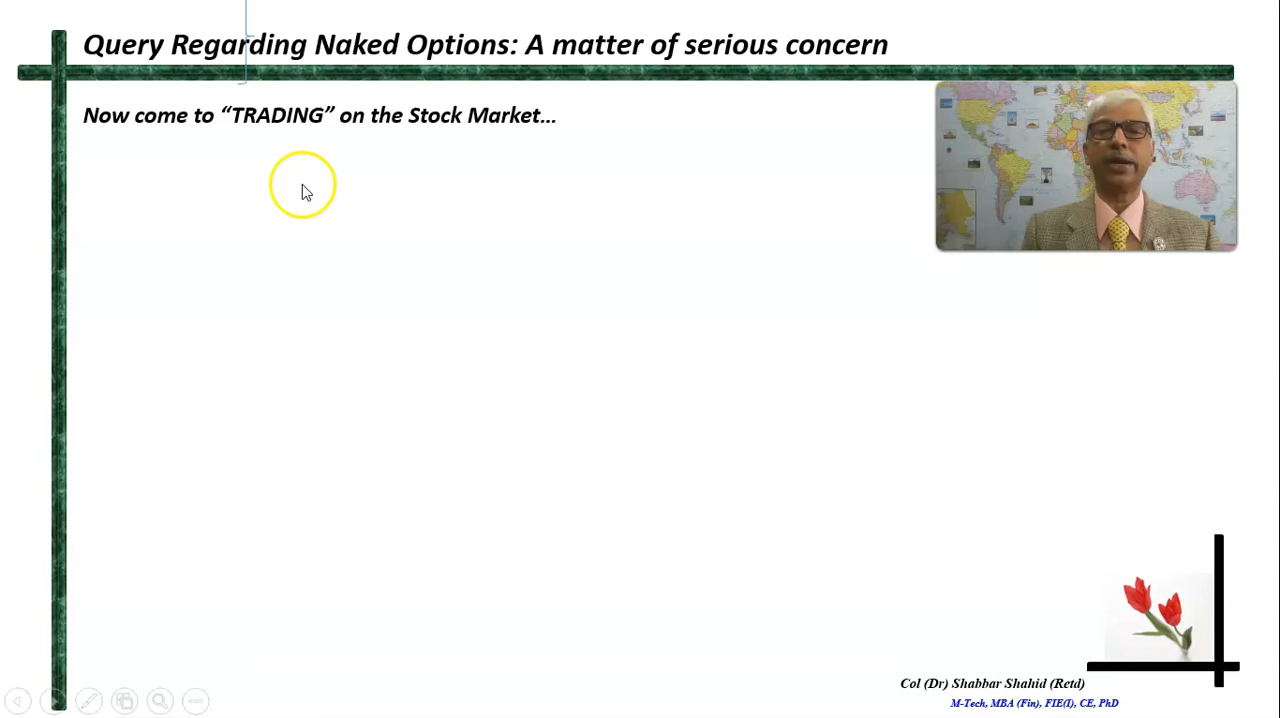 Query Regarding Naked Options: A matter of serious concern
Now come to “TRADING” on the Stock Market...
Col (Dr) Shabbar Shahid (Retd)
M-Tech, MBA (Fin), FIE(I), CE, PhD